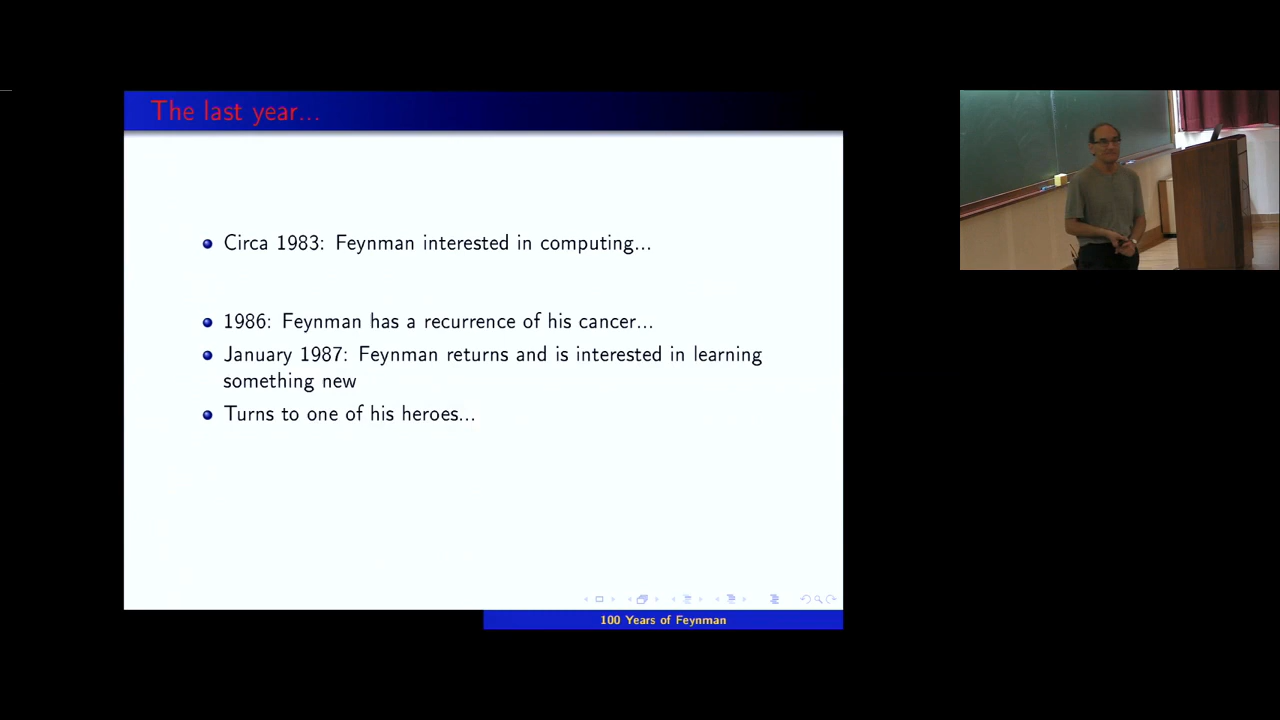 The last year...
Circa 1983: Feynman interested in computing...
1986: Feynman has a recurrence of his cancer...
January 1987: Feynman returns and is interested in learning
something new
Turns to one of his heroes...
100 Years of Feynman